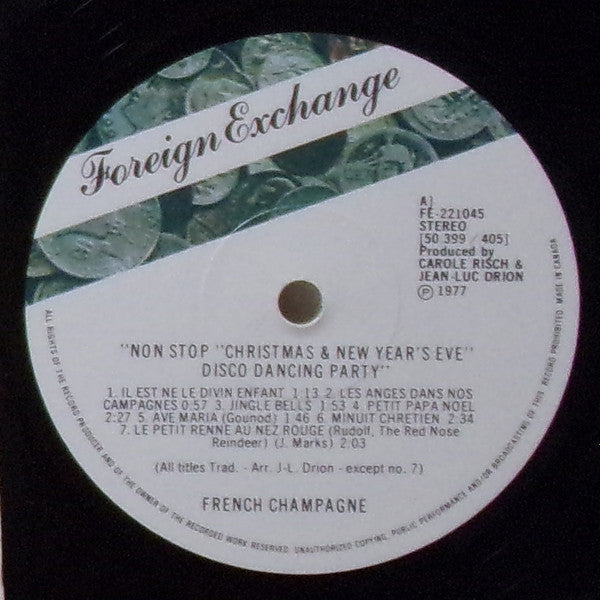 Foreign Exchange
A]
FE-221045
STEREO
[50 399 / 405]
Produced by
CAROLE RISCH &
JEAN-LUC DRION
Ⓟ 1977
"NON STOP "CHRISTMAS & NEW YEAR'S EVE"
DISCO DANCING PARTY"
1. IL EST NE LE DIVIN ENFANT 1:13 2. LES ANGES DANS NOS
CAMPAGNES 0:57 3. JINGLE BELLS 1:53 4. PETIT PAPA NOEL
2:27 5. AVE MARIA (Gounod) 1:46 6. MINUIT CHRETIEN 2:34
7. LE PETIT RENNE AU NEZ ROUGE (Rudolf, The Red Nose
Reindeer) (J. Marks) 2:03
(All titles Trad. - Arr. J-L. Drion - except no. 7)
FRENCH CHAMPAGNE
ALL RIGHTS OF THE RECORD PRODUCER AND OF THE OWNER OF THE RECORDED WORK RESERVED. UNAUTHORIZED COPYING, PUBLIC PERFORMANCE AND/OR BROADCASTING OF THIS RECORD PROHIBITED. MADE IN CANADA